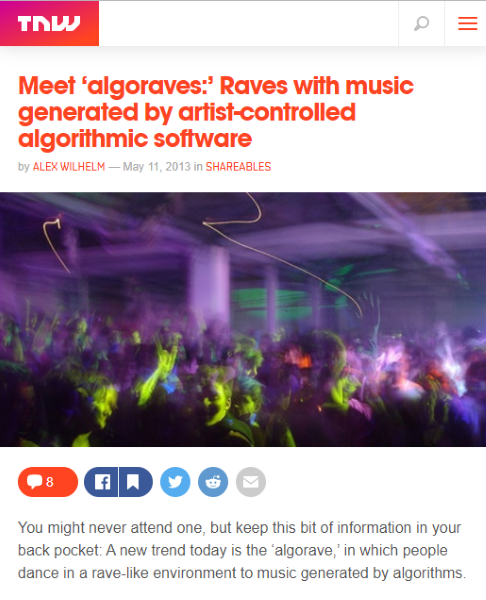 TNW
Meet ‘algoraves:’ Raves with music
generated by artist-controlled
algorithmic software
by ALEX WILHELM — May 11, 2013 in SHAREABLES
8
You might never attend one, but keep this bit of information in your
back pocket: A new trend today is the ‘algorave,’ in which people
dance in a rave-like environment to music generated by algorithms.